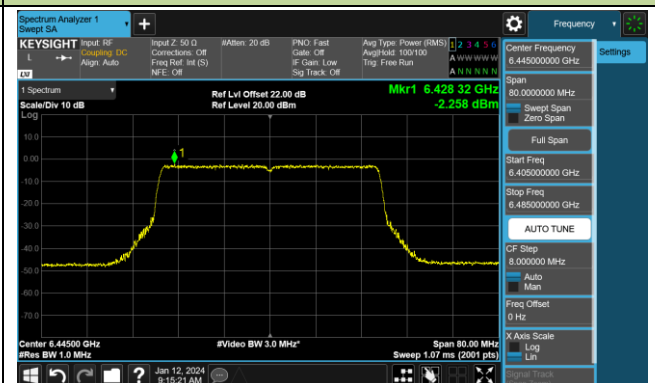 Spectrum Analyzer 1
Swept SA
+
Frequency
KEYSIGHT
L
LXI
Input: RF
Coupling: DC
Align: Auto
Input Z: 50 Ω
Corrections: Off
Freq Ref: Int (S)
NFE: Off
#Atten: 20 dB
PNO: Fast
Gate: Off
IF Gain: Low
Sig Track: Off
Avg Type: Power (RMS)
Avg|Hold: 100/100
Trig: Free Run
1 2 3 4 5 6
A W W W W W
A N N N N N
1 Spectrum
Scale/Div 10 dB
Log
Ref Lvl Offset 22.00 dB
Ref Level 20.00 dBm
Mkr1 6.428 32 GHz
-2.258 dBm
1
10.0
0.00
-10.0
-20.0
-30.0
-40.0
-50.0
-60.0
-70.0
Center 6.44500 GHz
#Res BW 1.0 MHz
#Video BW 3.0 MHz*
Span 80.00 MHz
Sweep 1.07 ms (2001 pts)
Center Frequency
6.445000000 GHz
Settings
Span
80.0000000 MHz
Swept Span
Zero Span
Full Span
Start Freq
6.405000000 GHz
Stop Freq
6.485000000 GHz
AUTO TUNE
CF Step
8.000000 MHz
Auto
Man
Freq Offset
0 Hz
X Axis Scale
Log
Lin
Signal Track
?
Jan 12, 2024
9:15:21 AM